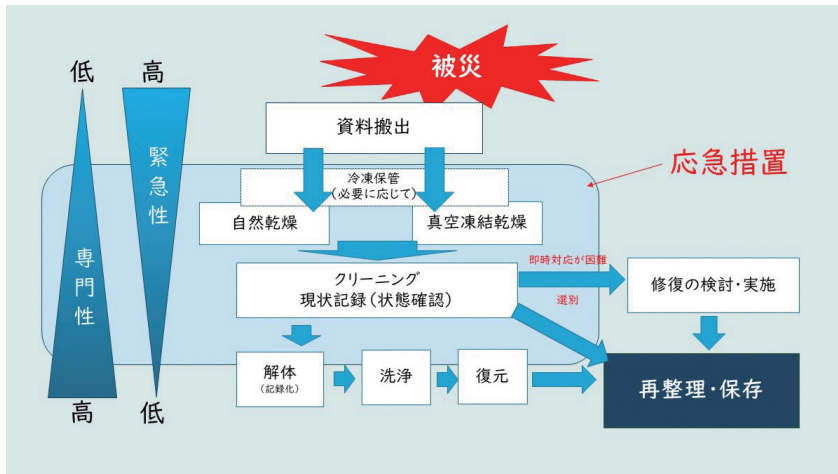 被災
低
高
資料搬出
緊急性
専門性
応急措置
冷凍保管
(必要に応じて)
自然乾燥
真空凍結乾燥
クリーニング
現状記録(状態確認)
即時対応が困難
選別
修復の検討・実施
解体
(記録化)
洗浄
復元
再整理・保存
高
低